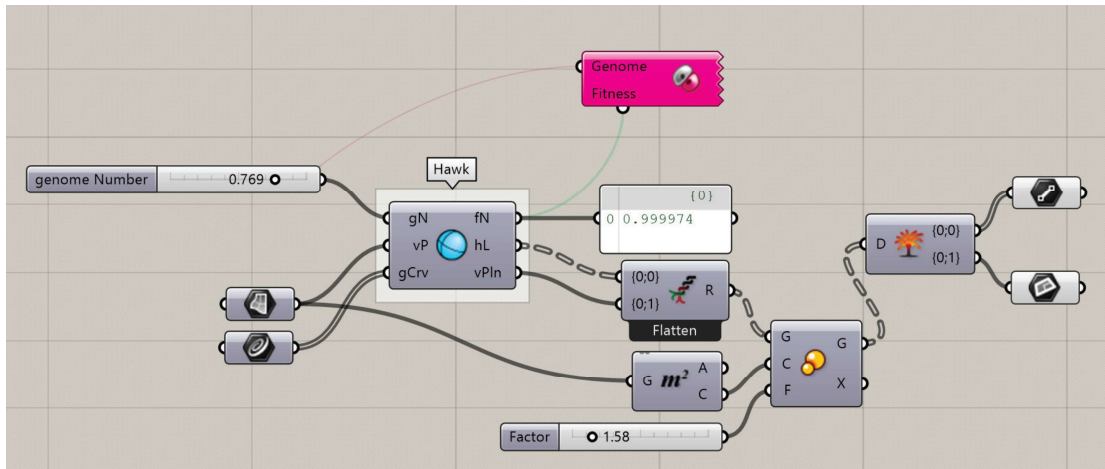 Genome
Fitness
genome Number 0.769
Hawk
gN fN
vP hL
gCrv vPln
{0}
0 0.999974
{0;0}
{0;1}
R
Flatten
G m² A
C
Factor 1.58
G G
C
F X
D {0;0}
{0;1}